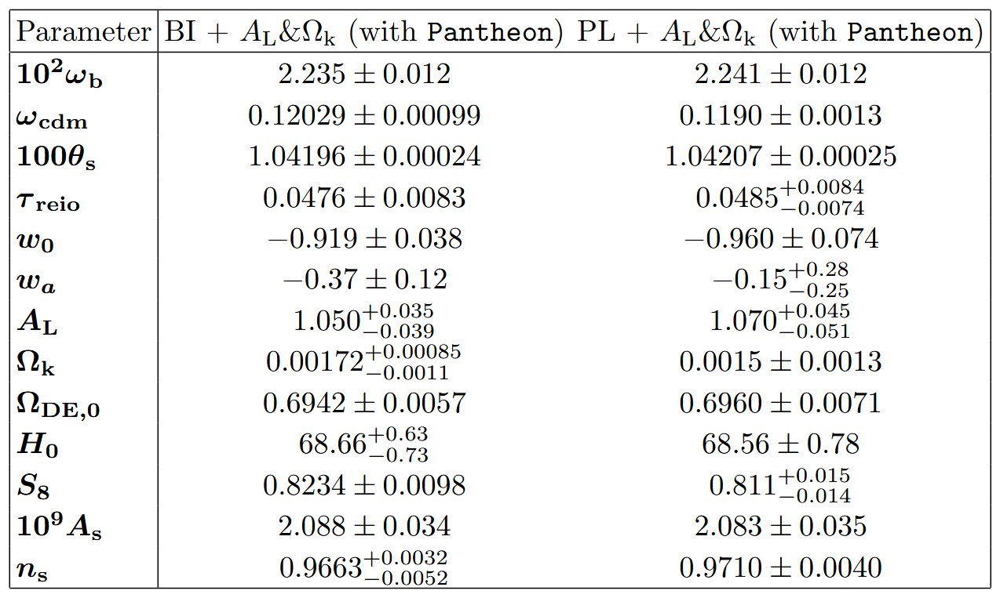 Parameter BI + A_L&Ω_k (with Pantheon) PL + A_L&Ω_k (with Pantheon)
10^2 ω_b 2.235 ± 0.012 2.241 ± 0.012
ω_cdm 0.12029 ± 0.00099 0.1190 ± 0.0013
100θ_s 1.04196 ± 0.00024 1.04207 ± 0.00025
τ_reio 0.0476 ± 0.0083 0.0485^{+0.0084}_{−0.0074}
w_0 −0.919 ± 0.038 −0.960 ± 0.074
w_a −0.37 ± 0.12 −0.15^{+0.28}_{−0.25}
A_L 1.050^{+0.035}_{−0.039} 1.070^{+0.045}_{−0.051}
Ω_k 0.00172^{+0.00085}_{−0.0011} 0.0015 ± 0.0013
Ω_{DE,0} 0.6942 ± 0.0057 0.6960 ± 0.0071
H_0 68.66^{+0.63}_{−0.73} 68.56 ± 0.78
S_8 0.8234 ± 0.0098 0.811^{+0.015}_{−0.014}
10^9 A_s 2.088 ± 0.034 2.083 ± 0.035
n_s 0.9663^{+0.0032}_{−0.0052} 0.9710 ± 0.0040